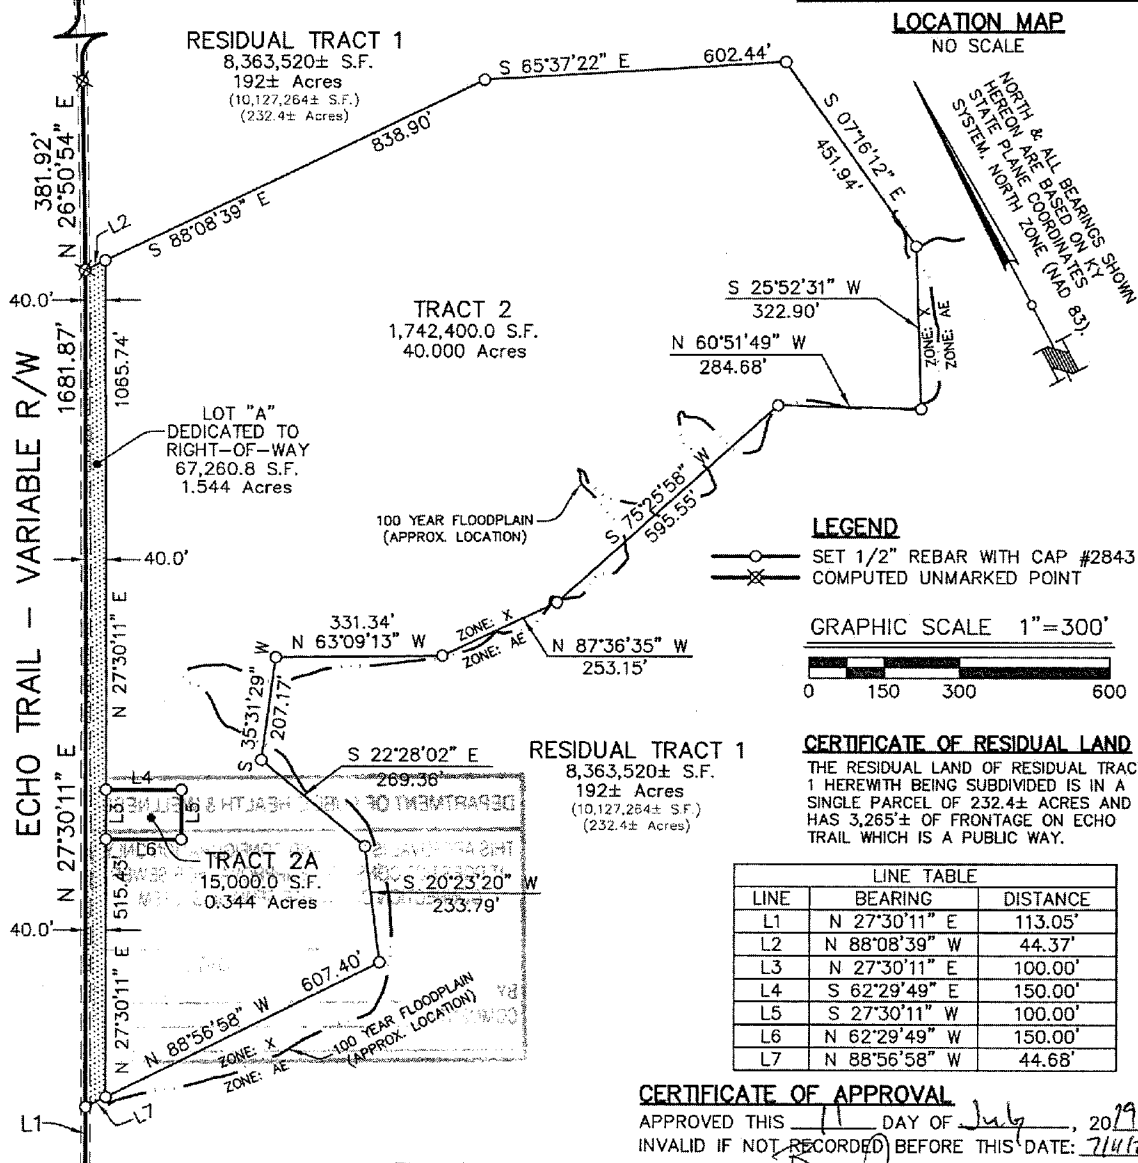 LOCATION MAP
NO SCALE
NORTH & ALL BEARINGS SHOWN
HEREON ARE BASED ON KY
STATE PLANE COORDINATES
SYSTEM, NORTH ZONE (NAD 83).
RESIDUAL TRACT 1
8,363,520± S.F.
192± Acres
(10,127,264± S.F.)
(232.4± Acres)
S 65°37'22" E 602.44'
838.90'
S 88°08'39" E
S 07°16'12" E
451.94'
381.92'
N 26°50'54" E
L2
40.0'
1681.87'
1065.74'
TRACT 2
1,742,400.0 S.F.
40.000 Acres
S 25°52'31" W
322.90'
ZONE: X
ZONE: AE
N 60°51'49" W
284.68'
LOT "A"
DEDICATED TO
RIGHT-OF-WAY
67,260.8 S.F.
1.544 Acres
S 75°25'58" W
595.55'
100 YEAR FLOODPLAIN
(APPROX. LOCATION)
40.0'
ECHO TRAIL - VARIABLE R/W
N 27°30'11" E
N 27°30'11" E
331.34'
N 63°09'13" W
ZONE: X
ZONE: AE
N 87°36'35" W
253.15'
S 35°31'29" W
207.17'
S 22°28'02" E
269.36'
RESIDUAL TRACT 1
8,363,520± S.F.
192± Acres
(10,127,264± S.F.)
(232.4± Acres)
L4
L3
L5
L6
TRACT 2A
15,000.0 S.F.
0.344 Acres
S 20°23'20" W
233.79'
40.0'
515.43'
N 27°30'11" E
607.40'
N 88°56'58" W
ZONE: X
ZONE: AE
100 YEAR FLOODPLAIN
(APPROX. LOCATION)
L1
L7
LEGEND
SET 1/2" REBAR WITH CAP #2843
COMPUTED UNMARKED POINT
GRAPHIC SCALE 1"=300'
0 150 300 600
CERTIFICATE OF RESIDUAL LAND
THE RESIDUAL LAND OF RESIDUAL TRAC
1 HEREWITH BEING SUBDIVIDED IS IN A
SINGLE PARCEL OF 232.4± ACRES AND
HAS 3,265'± OF FRONTAGE ON ECHO
TRAIL WHICH IS A PUBLIC WAY.
LINE TABLE
LINE BEARING DISTANCE
L1 N 27°30'11" E 113.05'
L2 N 88°08'39" W 44.37'
L3 N 27°30'11" E 100.00'
L4 S 62°29'49" E 150.00'
L5 S 27°30'11" W 100.00'
L6 N 62°29'49" W 150.00'
L7 N 88°56'58" W 44.68'
CERTIFICATE OF APPROVAL
APPROVED THIS 11 DAY OF July, 2019
INVALID IF NOT RECORDED BEFORE THIS DATE: